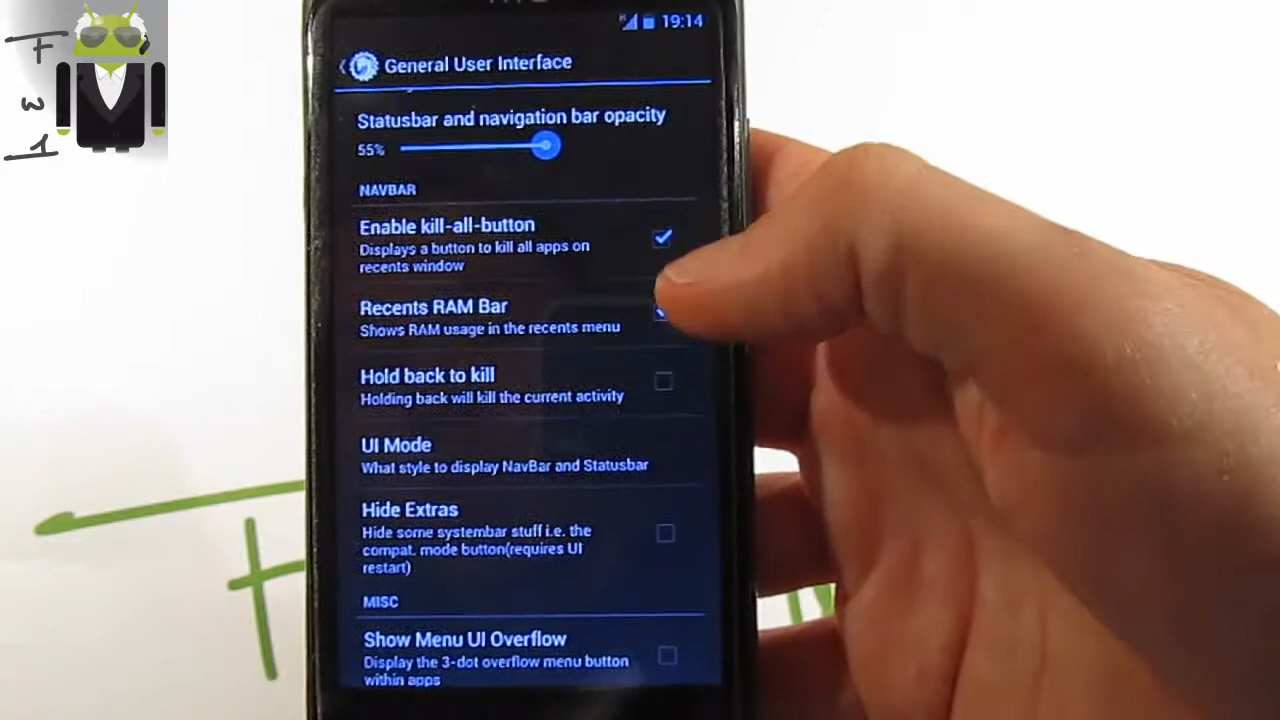 19:14
General User Interface
Statusbar and navigation bar opacity
55%
NAVBAR
Enable kill-all-button
Displays a button to kill all apps on
recents window
Recents RAM Bar
Shows RAM usage in the recents menu
Hold back to kill
Holding back will kill the current activity
UI Mode
What style to display NavBar and Statusbar
Hide Extras
Hide some systembar stuff i.e. the
compat. mode button(requires UI
restart)
MISC
Show Menu UI Overflow
Display the 3-dot overflow menu button
within apps